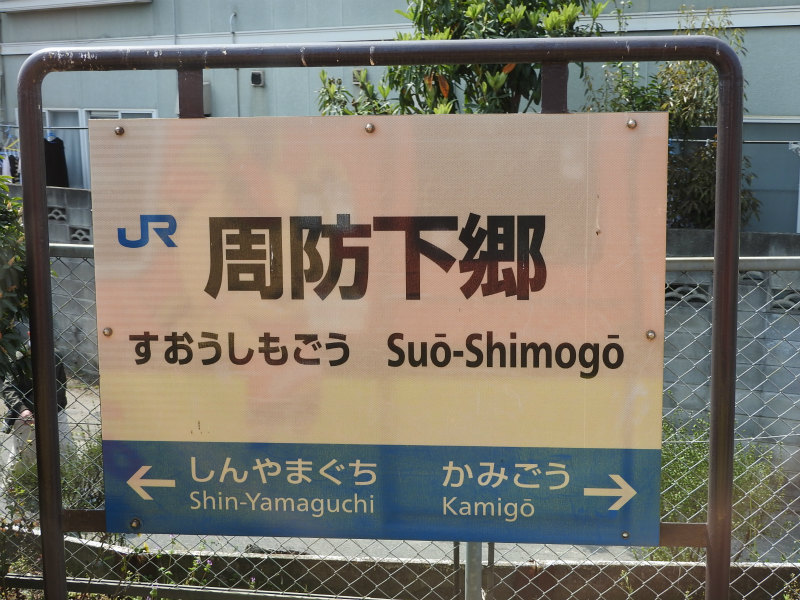 JR 周防下郷
すおうしもごう Suō-Shimogō
← しんやまぐち かみごう →
Shin-Yamaguchi Kamigō